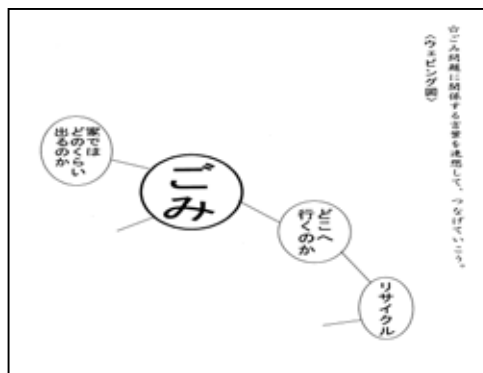 ☆ごみ問題に関係する言葉を連想して、つなげていこう。
〈ウェビング図〉
どこへ
行くのか
リサイクル
ごみ
家では
どのくらい
出るのか